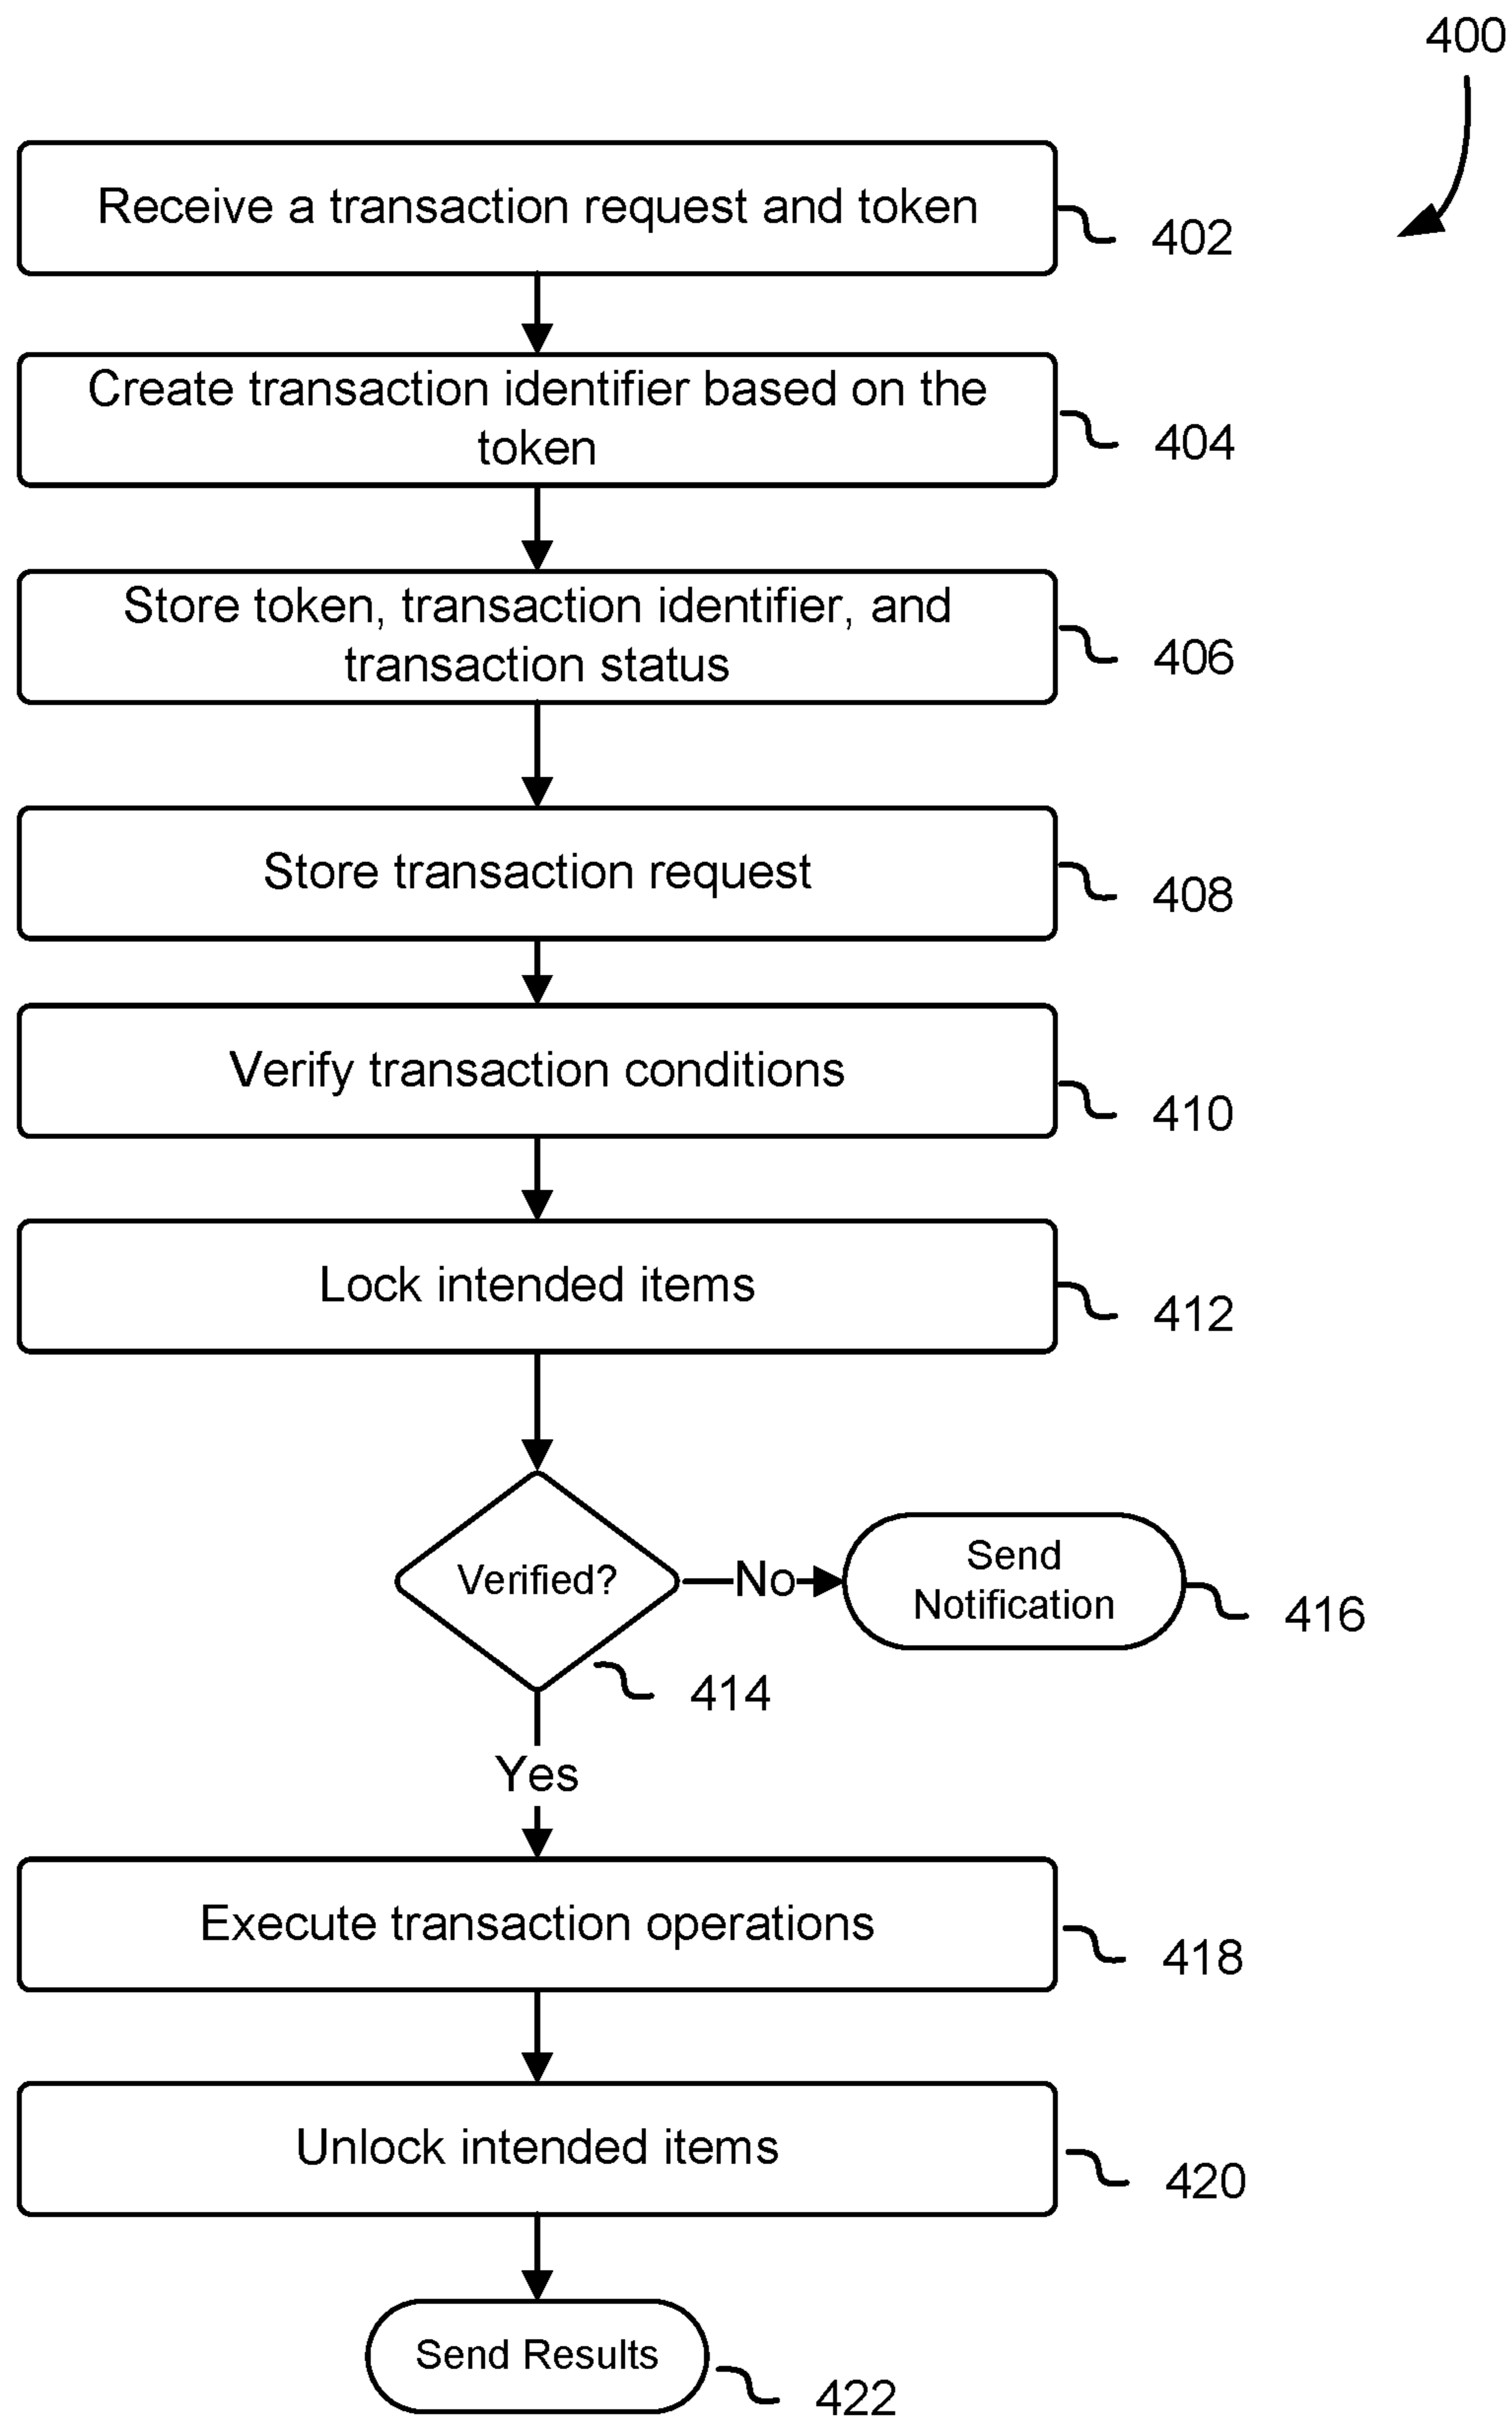 400
Receive a transaction request and token
402
Create transaction identifier based on the
token
404
Store token, transaction identifier, and
transaction status
406
Store transaction request
408
Verify transaction conditions
410
Lock intended items
412
Verified?
No
Send
Notification
416
414
Yes
Execute transaction operations
418
Unlock intended items
420
Send Results
422